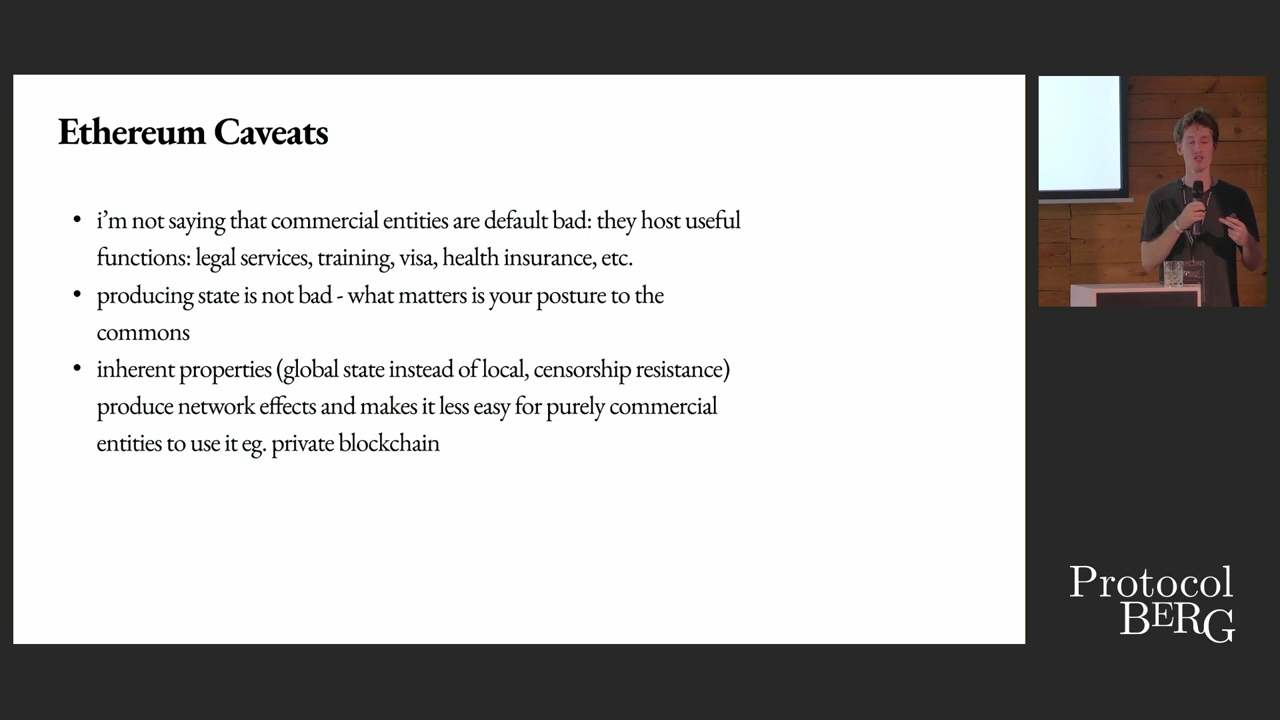 Ethereum Caveats
• i’m not saying that commercial entities are default bad: they host useful
functions: legal services, training, visa, health insurance, etc.
• producing state is not bad - what matters is your posture to the
commons
• inherent properties (global state instead of local, censorship resistance)
produce network effects and makes it less easy for purely commercial
entities to use it eg. private blockchain
Protocol
BERG